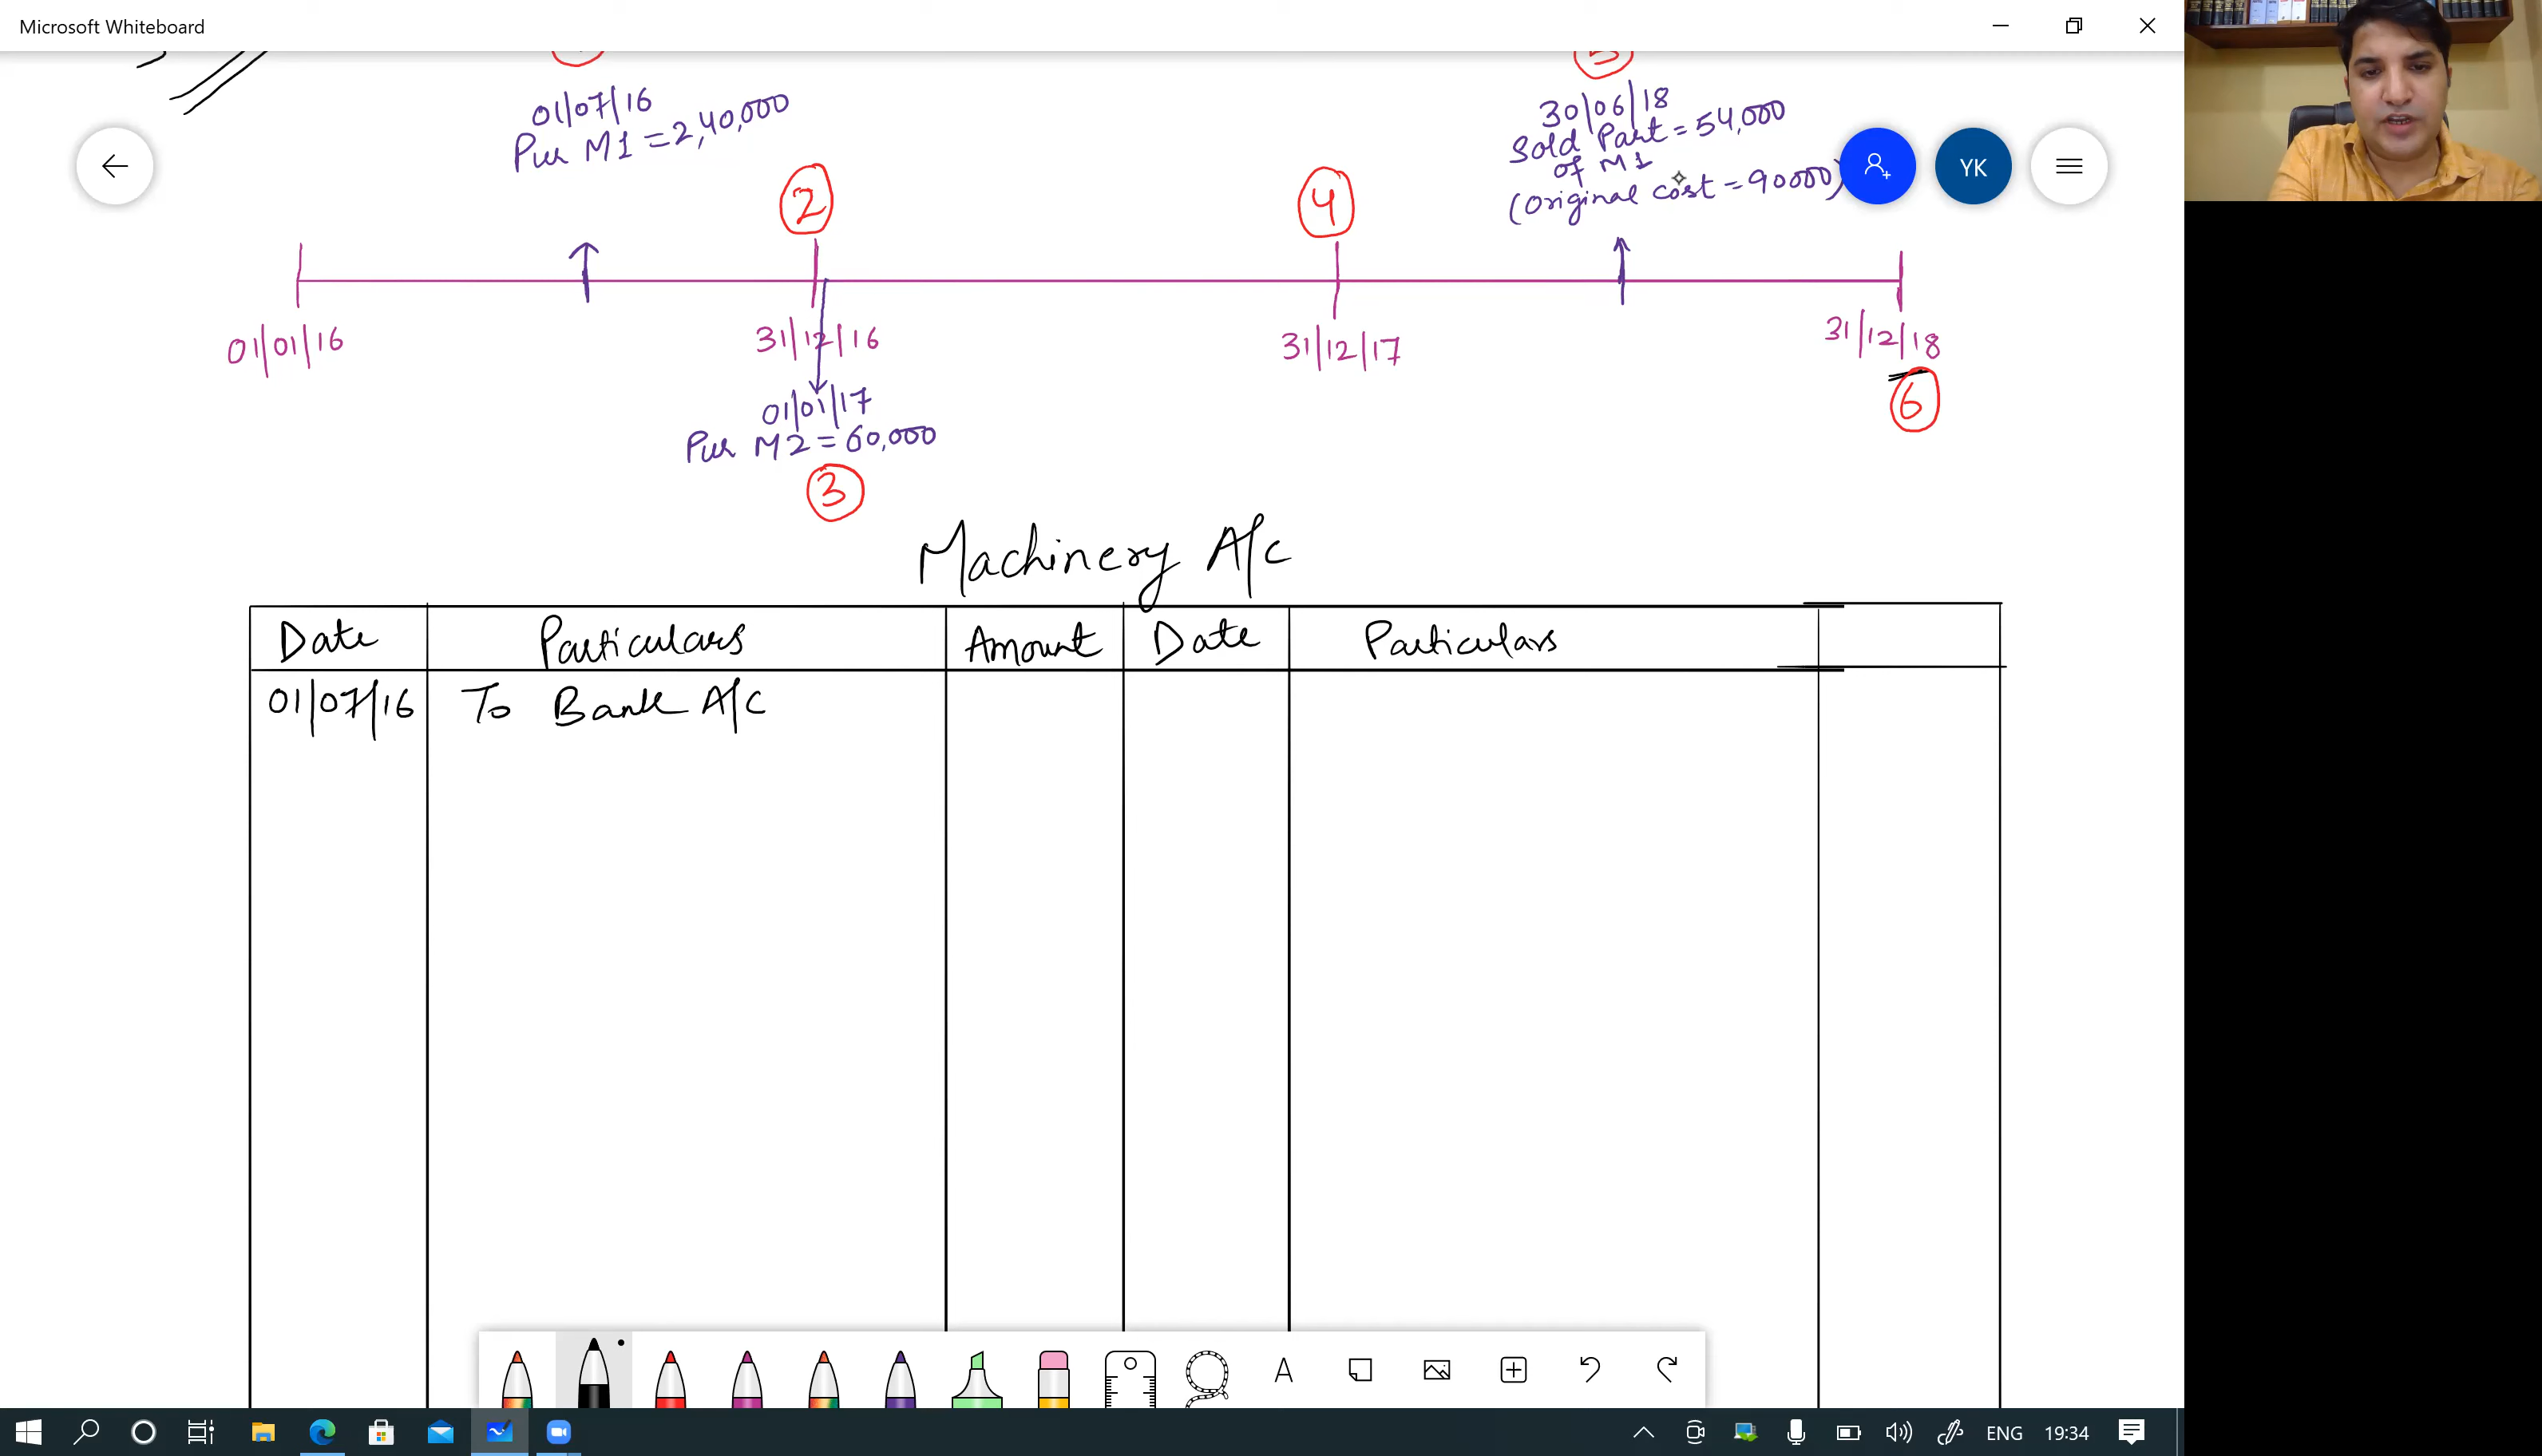 Microsoft Whiteboard
01/07/16
Pur M1 = 2,40,000
30/06/18
Sold Part = 54,000
of M1
(Original cost = 90000)
YK
2
4
01/01/16
31/12/16
31/12/17
31/12/18
6
01/01/17
Pur M2 = 60,000
3
Machinery A/c
Date Particulars Amount Date Particulars
01/07/16 To Bank A/c
A
ENG 19:34